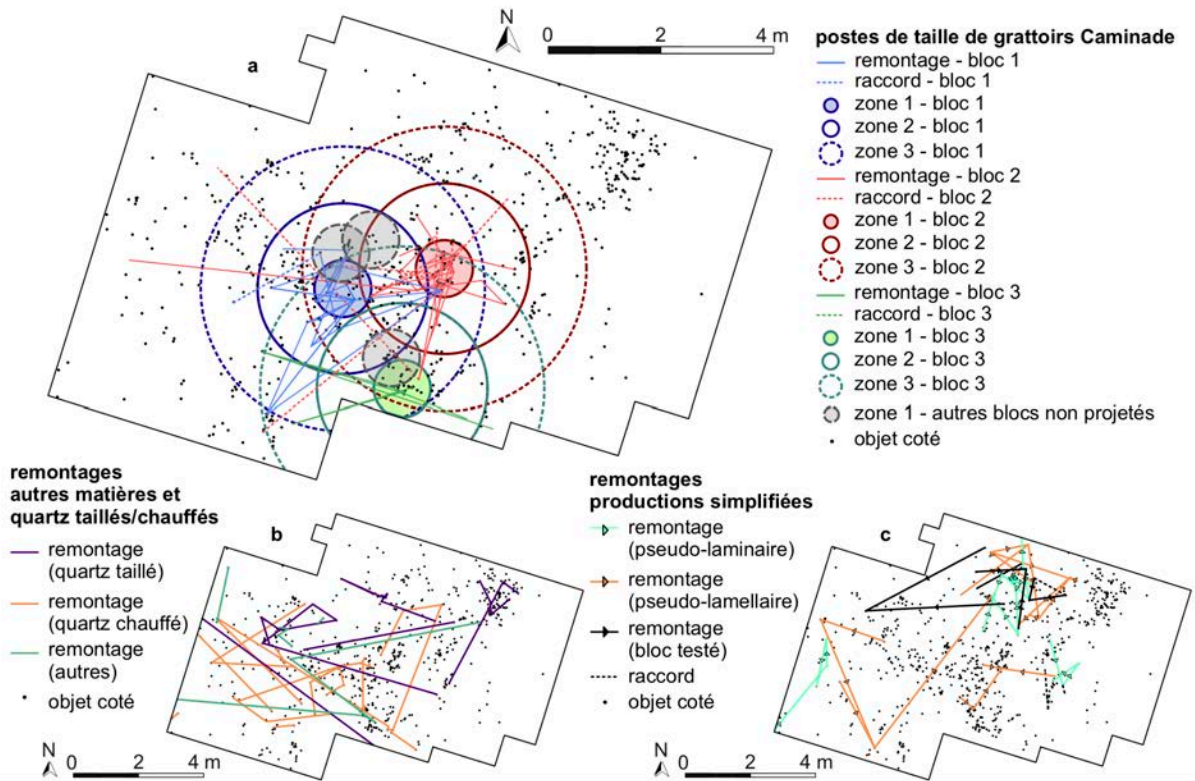 a
N
0 2 4 m
postes de taille de grattoirs Caminade
remontage - bloc 1
raccord - bloc 1
zone 1 - bloc 1
zone 2 - bloc 1
zone 3 - bloc 1
remontage - bloc 2
raccord - bloc 2
zone 1 - bloc 2
zone 2 - bloc 2
zone 3 - bloc 2
remontage - bloc 3
raccord - bloc 3
zone 1 - bloc 3
zone 2 - bloc 3
zone 3 - bloc 3
zone 1 - autres blocs non projetés
objet coté
remontages
autres matières et
quartz taillés/chauffés
remontage
(quartz taillé)
remontage
(quartz chauffé)
remontage
(autres)
objet coté
b
N
0 2 4 m
remontages
productions simplifiées
remontage
(pseudo-laminaire)
remontage
(pseudo-lamellaire)
remontage
(bloc testé)
raccord
objet coté
c
N
0 2 4 m